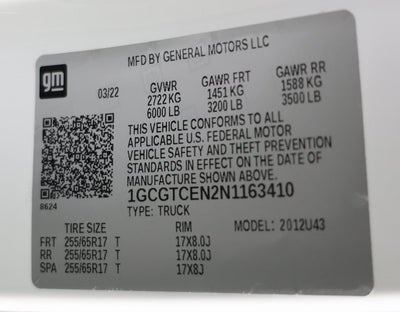 MFD BY GENERAL MOTORS LLC
gm
03/22 GVWR GAWR FRT GAWR RR
2722 KG 1451 KG 1588 KG
6000 LB 3200 LB 3500 LB
THIS VEHICLE CONFORMS TO ALL
APPLICABLE U.S. FEDERAL MOTOR
VEHICLE SAFETY AND THEFT PREVENTION
STANDARDS IN EFFECT ON THE DATE OF
MANUFACTURE SHOWN ABOVE.
1GCGTCEN2N1163410
8624 TYPE: TRUCK
TIRE SIZE RIM MODEL: 2012U43
FRT 255/65R17 T 17X8.0J
RR 255/65R17 T 17X8.0J
SPA 255/65R17 T 17X8J